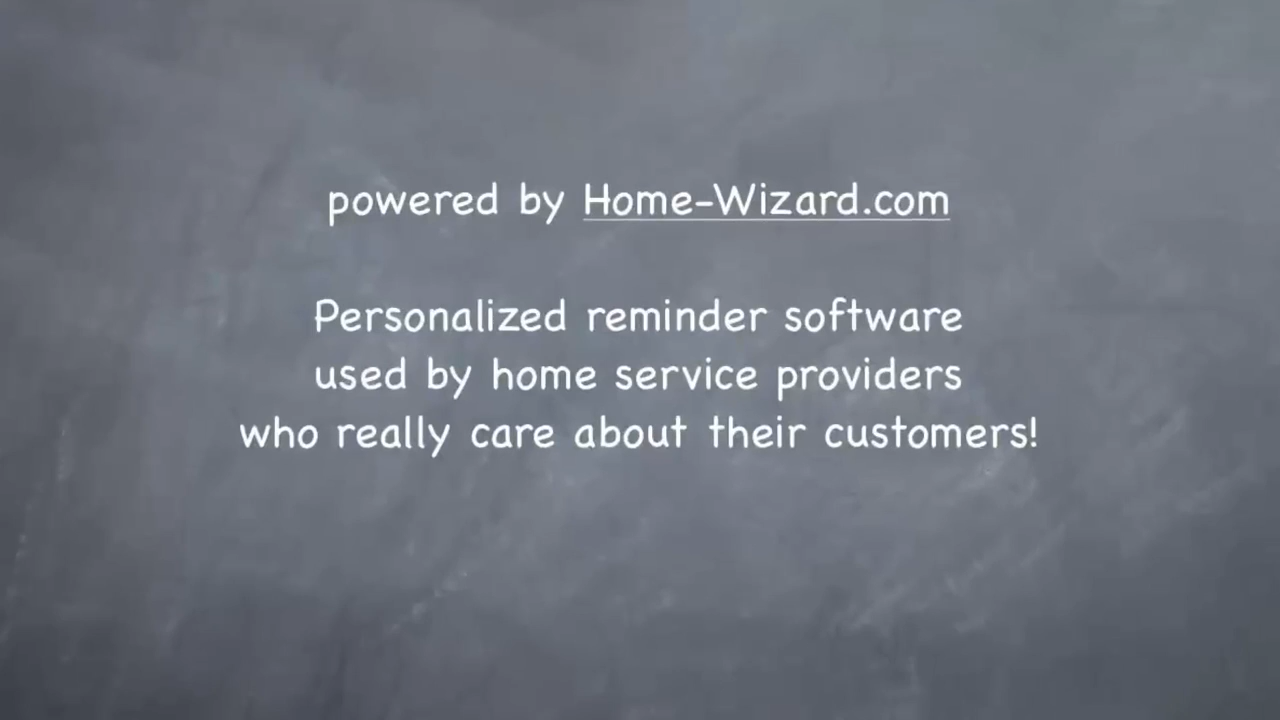 powered by Home-Wizard.com
Personalized reminder software
used by home service providers
who really care about their customers!